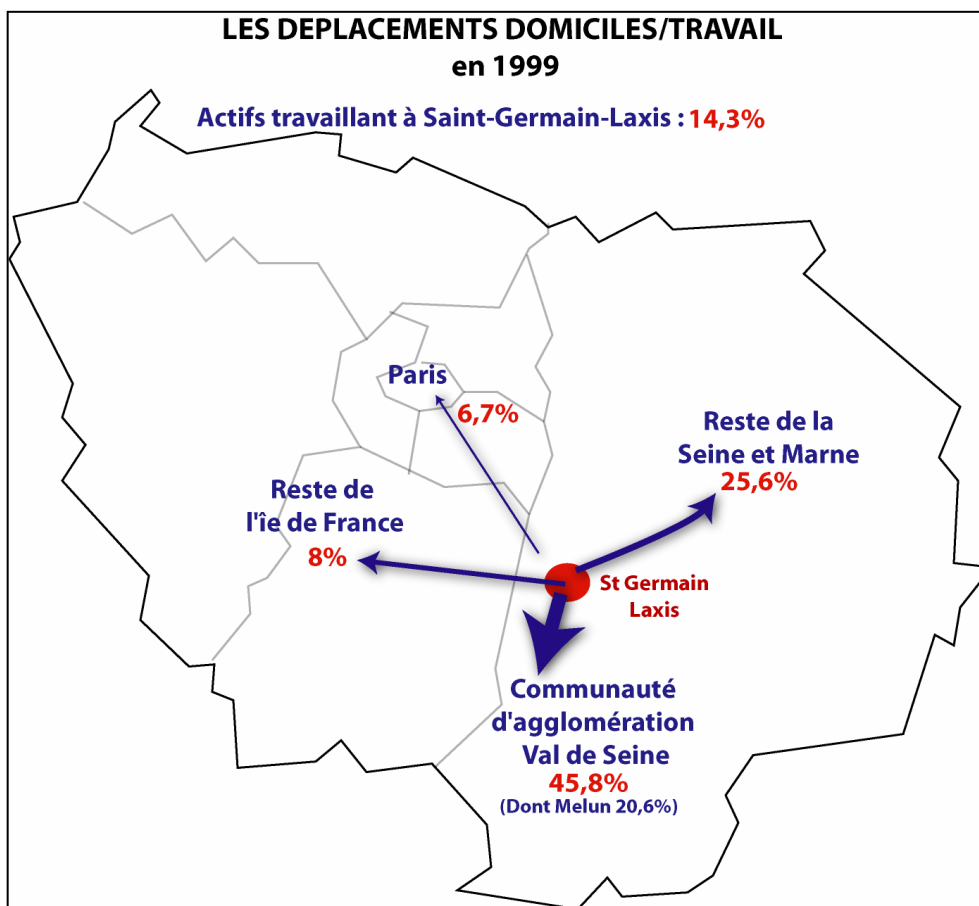 LES DEPLACEMENTS DOMICILES/TRAVAIL
en 1999
Actifs travaillant à Saint-Germain-Laxis : 14,3%
Paris
6,7%
Reste de la
Seine et Marne
25,6%
Reste de
l'îe de France
8%
St Germain
Laxis
Communauté
d'agglomération
Val de Seine
45,8%
(Dont Melun 20,6%)